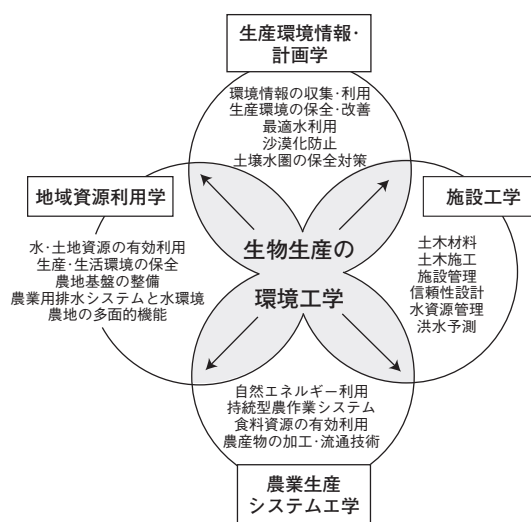 生産環境情報･
計画学
環境情報の収集･利用
生産環境の保全･改善
最適水利用
沙漠化防止
土壌水圏の保全対策
地域資源利用学
水･土地資源の有効利用
生産･生活環境の保全
農地基盤の整備
農業用排水システムと水環境
農地の多面的機能
生物生産の
環境工学
施設工学
土木材料
土木施工
施設管理
信頼性設計
水資源管理
洪水予測
自然エネルギー利用
持続型農作業システム
食料資源の有効利用
農産物の加工･流通技術
農業生産
システム工学